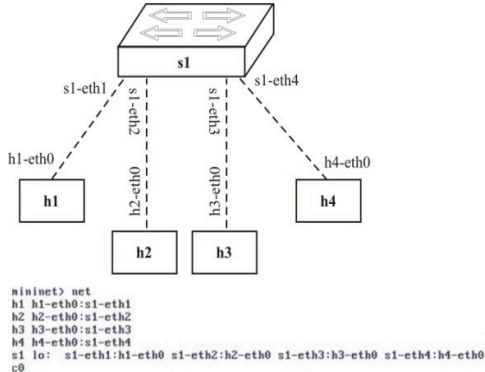 s1
s1-eth1
s1-eth2
s1-eth3
s1-eth4
h1-eth0
h2-eth0
h3-eth0
h4-eth0
h1
h2
h3
h4
mininet> net
h1 h1-eth0:s1-eth1
h2 h2-eth0:s1-eth2
h3 h3-eth0:s1-eth3
h4 h4-eth0:s1-eth4
s1 lo:  s1-eth1:h1-eth0 s1-eth2:h2-eth0 s1-eth3:h3-eth0 s1-eth4:h4-eth0
c0